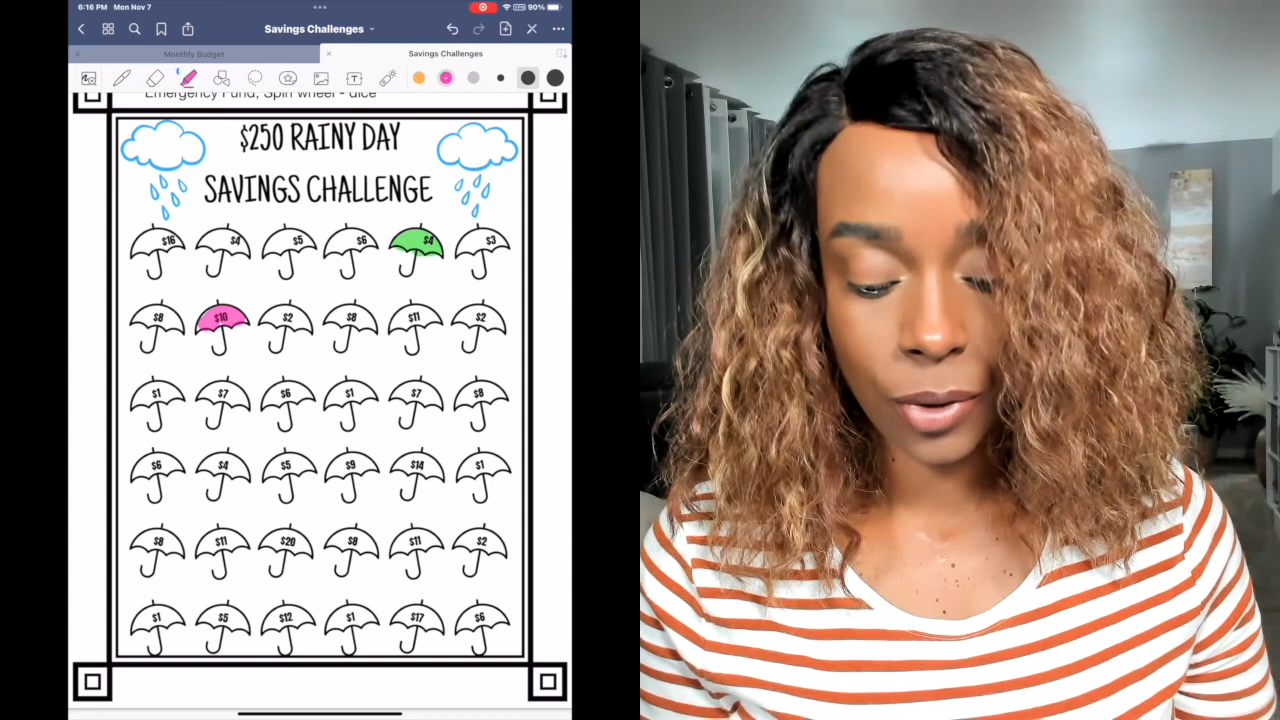 6:16 PM Mon Nov 7
90%
Savings Challenges
Monthly Budget
Savings Challenges
Emergency Fund, Spin wheel - dice
$250 RAINY DAY
SAVINGS CHALLENGE
$16 $4 $5 $6 $4 $3
$8 $10 $2 $8 $11 $2
$1 $7 $6 $1 $7 $8
$6 $4 $5 $9 $14 $1
$8 $11 $20 $8 $11 $2
$1 $5 $12 $1 $17 $6